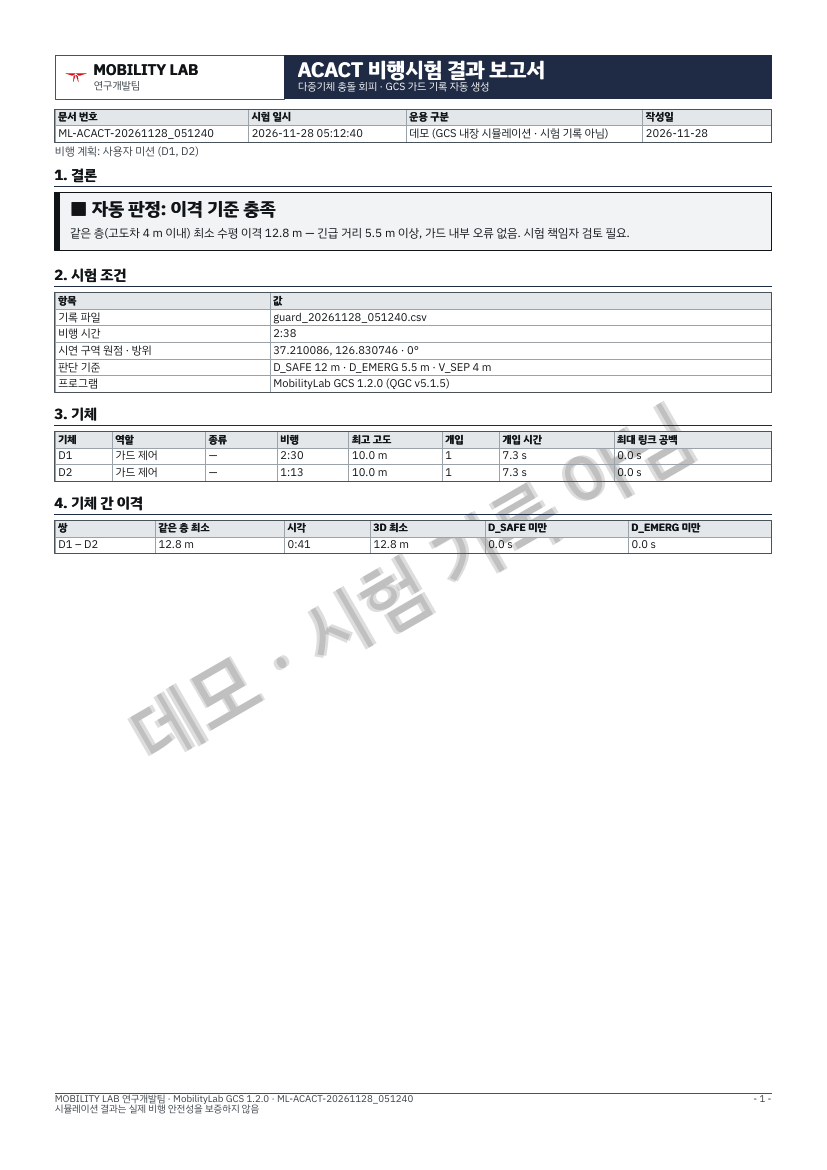 MOBILITY LAB
연구개발팀
ACACT 비행시험 결과 보고서
다중기체 충돌 회피 · GCS 가드 기록 자동 생성
문서 번호 시험 일시 운용 구분 작성일
ML-ACACT-20261128_051240 2026-11-28 05:12:40 데모 (GCS 내장 시뮬레이션 · 시험 기록 아님) 2026-11-28
비행 계획: 사용자 미션 (D1, D2)
1. 결론
■ 자동 판정: 이격 기준 충족
같은 층(고도차 4 m 이내) 최소 수평 이격 12.8 m — 긴급 거리 5.5 m 이상, 가드 내부 오류 없음. 시험 책임자 검토 필요.
2. 시험 조건
항목 값
기록 파일 guard_20261128_051240.csv
비행 시간 2:38
시연 구역 원점 · 방위 37.210086, 126.830746 · 0°
판단 기준 D_SAFE 12 m · D_EMERG 5.5 m · V_SEP 4 m
프로그램 MobilityLab GCS 1.2.0 (QGC v5.1.5)
3. 기체
기체 역할 종류 비행 최고 고도 개입 개입 시간 최대 링크 공백
D1 가드 제어 — 2:30 10.0 m 1 7.3 s 0.0 s
D2 가드 제어 — 1:13 10.0 m 1 7.3 s 0.0 s
4. 기체 간 이격
쌍 같은 층 최소 시각 3D 최소 D_SAFE 미만 D_EMERG 미만
D1 – D2 12.8 m 0:41 12.8 m 0.0 s 0.0 s
데모 · 시험 기록 아님
MOBILITY LAB 연구개발팀 · MobilityLab GCS 1.2.0 · ML-ACACT-20261128_051240 - 1 -
시뮬레이션 결과는 실제 비행 안전성을 보증하지 않음